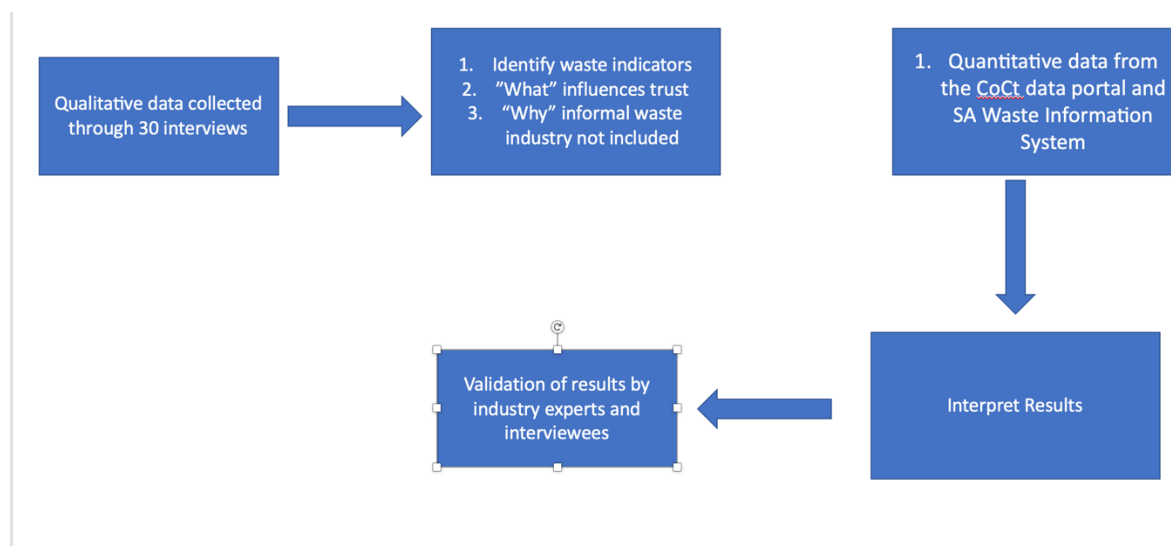 Qualitative data collected
through 30 interviews
1. Identify waste indicators
2. ”What” influences trust
3. “Why” informal waste
industry not included
1. Quantitative data from
the CoCt data portal and
SA Waste Information
System
Interpret Results
Validation of results by
industry experts and
interviewees